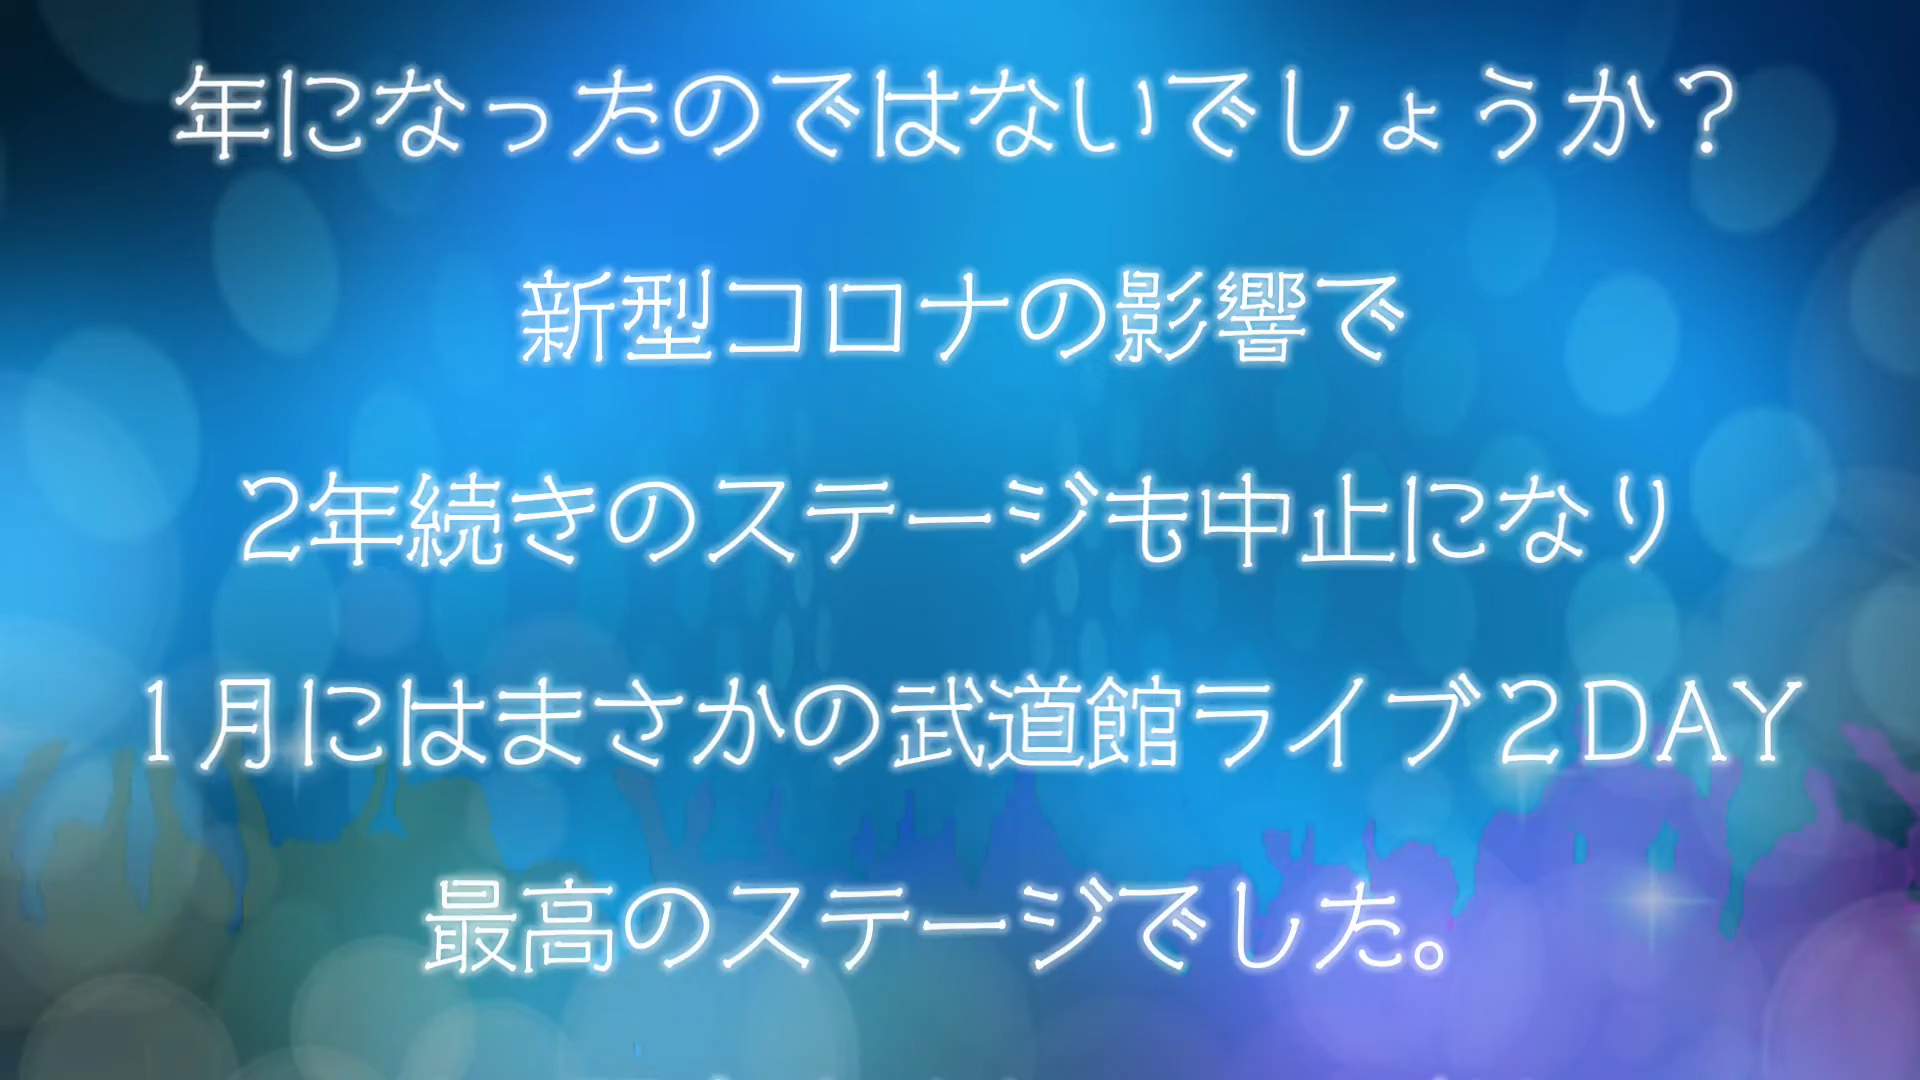 年になったのではないでしょうか？
新型コロナの影響で
２年続きのステージも中止になり
１月にはまさかの武道館ライブ２ＤＡＹ
最高のステージでした。